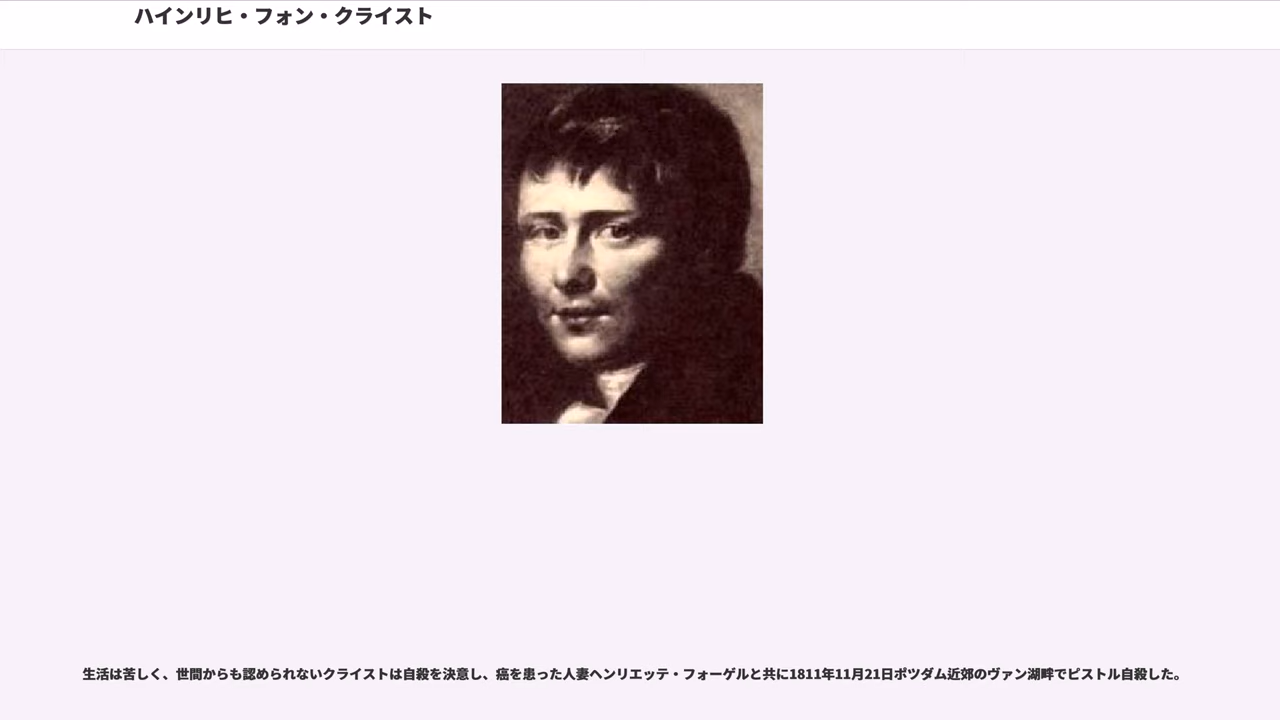 ハインリヒ・フォン・クライスト
生活は苦しく、世間からも認められないクライストは自殺を決意し、癌を患った人妻ヘンリエッテ・フォーゲルと共に1811年11月21日ポツダム近郊のヴァン湖畔でピストル自殺した。